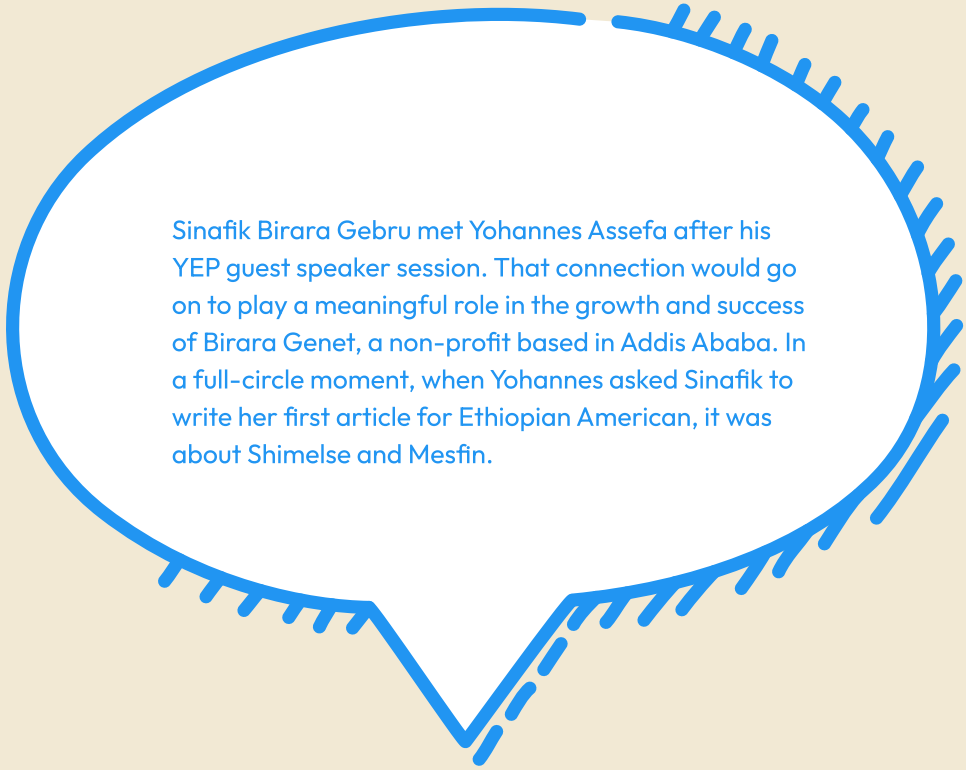 Sinafik Birara Gebru met Yohannes Assefa after his
YEP guest speaker session. That connection would go
on to play a meaningful role in the growth and success
of Birara Genet, a non-profit based in Addis Ababa. In
a full-circle moment, when Yohannes asked Sinafik to
write her first article for Ethiopian American, it was
about Shimelse and Mesfin.